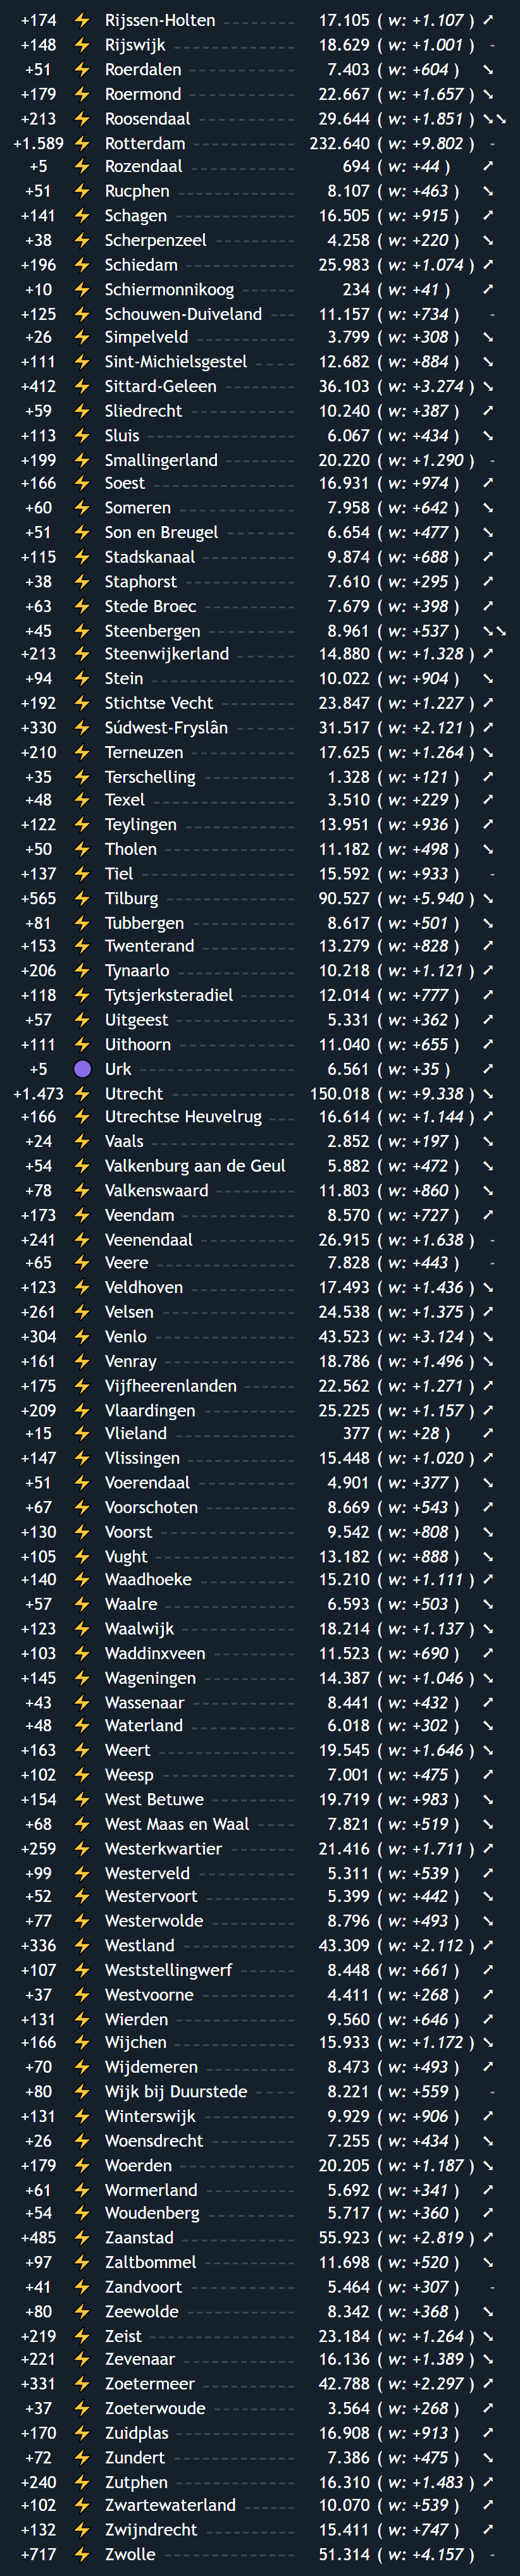 +174 ⚡ Rijssen-Holten 17.105 ( w: +1.107 ) ➚
+148 ⚡ Rijswijk 18.629 ( w: +1.001 ) -
+51 ⚡ Roerdalen 7.403 ( w: +604 ) ➘
+179 ⚡ Roermond 22.667 ( w: +1.657 ) ➘
+213 ⚡ Roosendaal 29.644 ( w: +1.851 ) ➘➘
+1.589 ⚡ Rotterdam 232.640 ( w: +9.802 ) -
+5 ⚡ Rozendaal 694 ( w: +44 ) ➚
+51 ⚡ Rucphen 8.107 ( w: +463 ) ➘
+141 ⚡ Schagen 16.505 ( w: +915 ) ➚
+38 ⚡ Scherpenzeel 4.258 ( w: +220 ) ➘
+196 ⚡ Schiedam 25.983 ( w: +1.074 ) ➚
+10 ⚡ Schiermonnikoog 234 ( w: +41 ) ➚
+125 ⚡ Schouwen-Duiveland 11.157 ( w: +734 ) -
+26 ⚡ Simpelveld 3.799 ( w: +308 ) ➘
+111 ⚡ Sint-Michielsgestel 12.682 ( w: +884 ) ➘
+412 ⚡ Sittard-Geleen 36.103 ( w: +3.274 ) ➘
+59 ⚡ Sliedrecht 10.240 ( w: +387 ) ➚
+113 ⚡ Sluis 6.067 ( w: +434 ) ➘
+199 ⚡ Smallingerland 20.220 ( w: +1.290 ) -
+166 ⚡ Soest 16.931 ( w: +974 ) ➚
+60 ⚡ Someren 7.958 ( w: +642 ) ➘
+51 ⚡ Son en Breugel 6.654 ( w: +477 ) ➘
+115 ⚡ Stadskanaal 9.874 ( w: +688 ) ➚
+38 ⚡ Staphorst 7.610 ( w: +295 ) ➚
+63 ⚡ Stede Broec 7.679 ( w: +398 ) ➚
+45 ⚡ Steenbergen 8.961 ( w: +537 ) ➘➘
+213 ⚡ Steenwijkerland 14.880 ( w: +1.328 ) ➚
+94 ⚡ Stein 10.022 ( w: +904 ) ➘
+192 ⚡ Stichtse Vecht 23.847 ( w: +1.227 ) ➚
+330 ⚡ Súdwest-Fryslân 31.517 ( w: +2.121 ) ➚
+210 ⚡ Terneuzen 17.625 ( w: +1.264 ) ➘
+35 ⚡ Terschelling 1.328 ( w: +121 ) ➚
+48 ⚡ Texel 3.510 ( w: +229 ) ➚
+122 ⚡ Teylingen 13.951 ( w: +936 ) ➚
+50 ⚡ Tholen 11.182 ( w: +498 ) ➘
+137 ⚡ Tiel 15.592 ( w: +933 ) -
+565 ⚡ Tilburg 90.527 ( w: +5.940 ) ➘
+81 ⚡ Tubbergen 8.617 ( w: +501 ) ➘
+153 ⚡ Twenterand 13.279 ( w: +828 ) ➚
+206 ⚡ Tynaarlo 10.218 ( w: +1.121 ) ➚
+118 ⚡ Tytsjerksteradiel 12.014 ( w: +777 ) ➚
+57 ⚡ Uitgeest 5.331 ( w: +362 ) ➚
+111 ⚡ Uithoorn 11.040 ( w: +655 ) ➚
+5 🟣 Urk 6.561 ( w: +35 ) ➚
+1.473 ⚡ Utrecht 150.018 ( w: +9.338 ) ➘
+166 ⚡ Utrechtse Heuvelrug 16.614 ( w: +1.144 ) ➚
+24 ⚡ Vaals 2.852 ( w: +197 ) ➘
+54 ⚡ Valkenburg aan de Geul 5.882 ( w: +472 ) ➘
+78 ⚡ Valkenswaard 11.803 ( w: +860 ) ➘
+173 ⚡ Veendam 8.570 ( w: +727 ) ➚
+241 ⚡ Veenendaal 26.915 ( w: +1.638 ) -
+65 ⚡ Veere 7.828 ( w: +443 ) -
+123 ⚡ Veldhoven 17.493 ( w: +1.436 ) ➘
+261 ⚡ Velsen 24.538 ( w: +1.375 ) ➚
+304 ⚡ Venlo 43.523 ( w: +3.124 ) ➘
+161 ⚡ Venray 18.786 ( w: +1.496 ) ➘
+175 ⚡ Vijfheerenlanden 22.562 ( w: +1.271 ) ➚
+209 ⚡ Vlaardingen 25.225 ( w: +1.157 ) ➚
+15 ⚡ Vlieland 377 ( w: +28 ) ➚
+147 ⚡ Vlissingen 15.448 ( w: +1.020 ) ➚
+51 ⚡ Voerendaal 4.901 ( w: +377 ) ➘
+67 ⚡ Voorschoten 8.669 ( w: +543 ) ➚
+130 ⚡ Voorst 9.542 ( w: +808 ) ➘
+105 ⚡ Vught 13.182 ( w: +888 ) ➘
+140 ⚡ Waadhoeke 15.210 ( w: +1.111 ) ➚
+57 ⚡ Waalre 6.593 ( w: +503 ) ➘
+123 ⚡ Waalwijk 18.214 ( w: +1.137 ) ➘
+103 ⚡ Waddinxveen 11.523 ( w: +690 ) ➚
+145 ⚡ Wageningen 14.387 ( w: +1.046 ) ➘
+43 ⚡ Wassenaar 8.441 ( w: +432 ) ➚
+48 ⚡ Waterland 6.018 ( w: +302 ) ➘
+163 ⚡ Weert 19.545 ( w: +1.646 ) ➘
+102 ⚡ Weesp 7.001 ( w: +475 ) ➚
+154 ⚡ West Betuwe 19.719 ( w: +983 ) ➘
+68 ⚡ West Maas en Waal 7.821 ( w: +519 ) ➘
+259 ⚡ Westerkwartier 21.416 ( w: +1.711 ) ➚
+99 ⚡ Westerveld 5.311 ( w: +539 ) ➚
+52 ⚡ Westervoort 5.399 ( w: +442 ) ➘
+77 ⚡ Westerwolde 8.796 ( w: +493 ) ➘
+336 ⚡ Westland 43.309 ( w: +2.112 ) ➚
+107 ⚡ Weststellingwerf 8.448 ( w: +661 ) ➚
+37 ⚡ Westvoorne 4.411 ( w: +268 ) ➚
+131 ⚡ Wierden 9.560 ( w: +646 ) ➚
+166 ⚡ Wijchen 15.933 ( w: +1.172 ) ➘
+70 ⚡ Wijdemeren 8.473 ( w: +493 ) ➚
+80 ⚡ Wijk bij Duurstede 8.221 ( w: +559 ) -
+131 ⚡ Winterswijk 9.929 ( w: +906 ) ➚
+26 ⚡ Woensdrecht 7.255 ( w: +434 ) ➘
+179 ⚡ Woerden 20.205 ( w: +1.187 ) ➘
+61 ⚡ Wormerland 5.692 ( w: +341 ) ➚
+54 ⚡ Woudenberg 5.717 ( w: +360 ) ➚
+485 ⚡ Zaanstad 55.923 ( w: +2.819 ) ➚
+97 ⚡ Zaltbommel 11.698 ( w: +520 ) ➘
+41 ⚡ Zandvoort 5.464 ( w: +307 ) -
+80 ⚡ Zeewolde 8.342 ( w: +368 ) ➘
+219 ⚡ Zeist 23.184 ( w: +1.264 ) ➘
+221 ⚡ Zevenaar 16.136 ( w: +1.389 ) ➘
+331 ⚡ Zoetermeer 42.788 ( w: +2.297 ) ➚
+37 ⚡ Zoeterwoude 3.564 ( w: +268 ) ➚
+170 ⚡ Zuidplas 16.908 ( w: +913 ) ➚
+72 ⚡ Zundert 7.386 ( w: +475 ) ➘
+240 ⚡ Zutphen 16.310 ( w: +1.483 ) ➚
+102 ⚡ Zwartewaterland 10.070 ( w: +539 ) ➚
+132 ⚡ Zwijndrecht 15.411 ( w: +747 ) ➚
+717 ⚡ Zwolle 51.314 ( w: +4.157 ) -